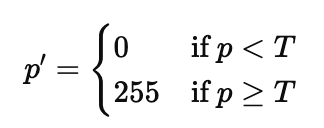 p′ = { 0 if p < T
255 if p ≥ T